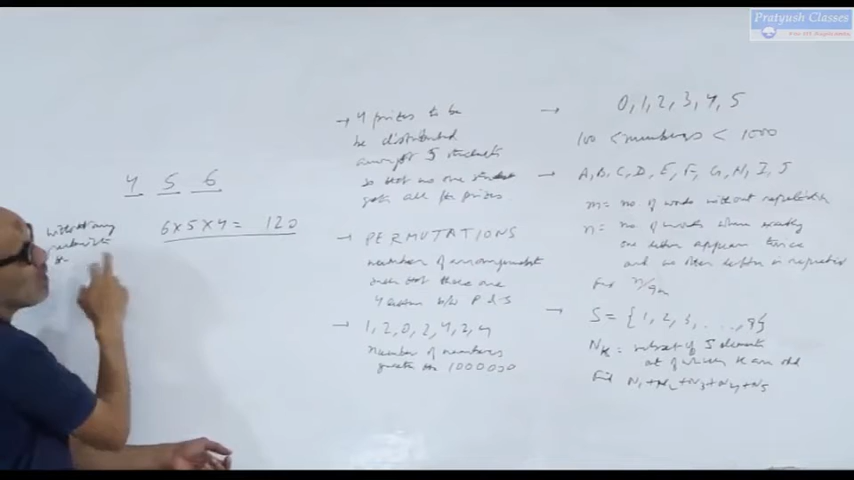 Pratyush Classes
4 5 6
6×5×4 = 120
without any
→ 4 prizes to be
be distributed
amongst 5 students
so that no one student
gets all the prizes
→ PERMUTATIONS
number of arrangements
such that there are
4 letters b/w P & S
→ 1, 2, 0, 2, 4, 2, 4
number of numbers
greater than 1000000
→ 0, 1, 2, 3, 4, 5
100 < numbers < 1000
→ A, B, C, D, E, F, G, H, I, J
m = no of words without repetition
n = no of words where exactly
one letter appears twice
and no other letter is repeated
Find n/9m
→ S = {1, 2, 3, . . . , 9}
Nk = subset of 5 elements
out of which k are odd
Find N1+N2+N3+N4+N5